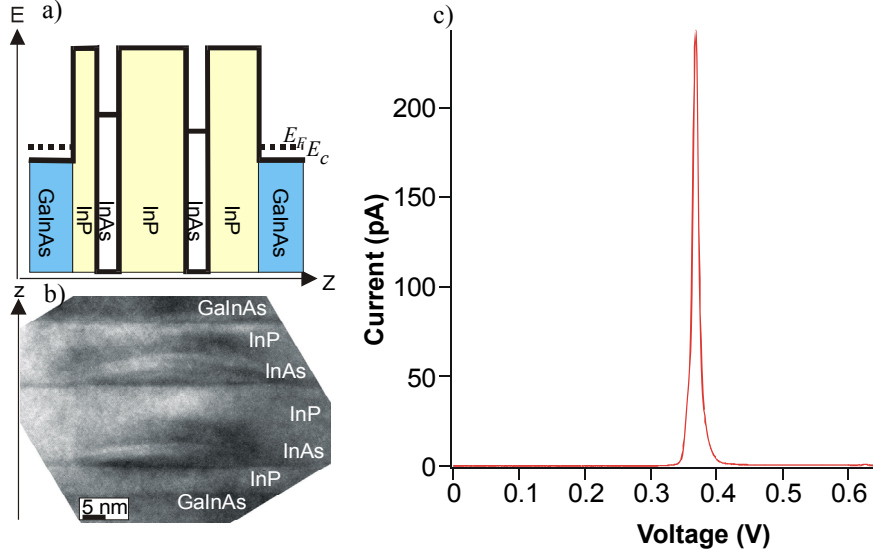 a)
E
E_F
E_c
GaInAs
InP
InAs
InP
InAs
InP
GaInAs
z
b)
z
GaInAs
InP
InAs
InP
InAs
InP
GaInAs
5 nm
c)
Current (pA)
200
150
100
50
0
0
0.1
0.2
0.3
0.4
0.5
0.6
Voltage (V)